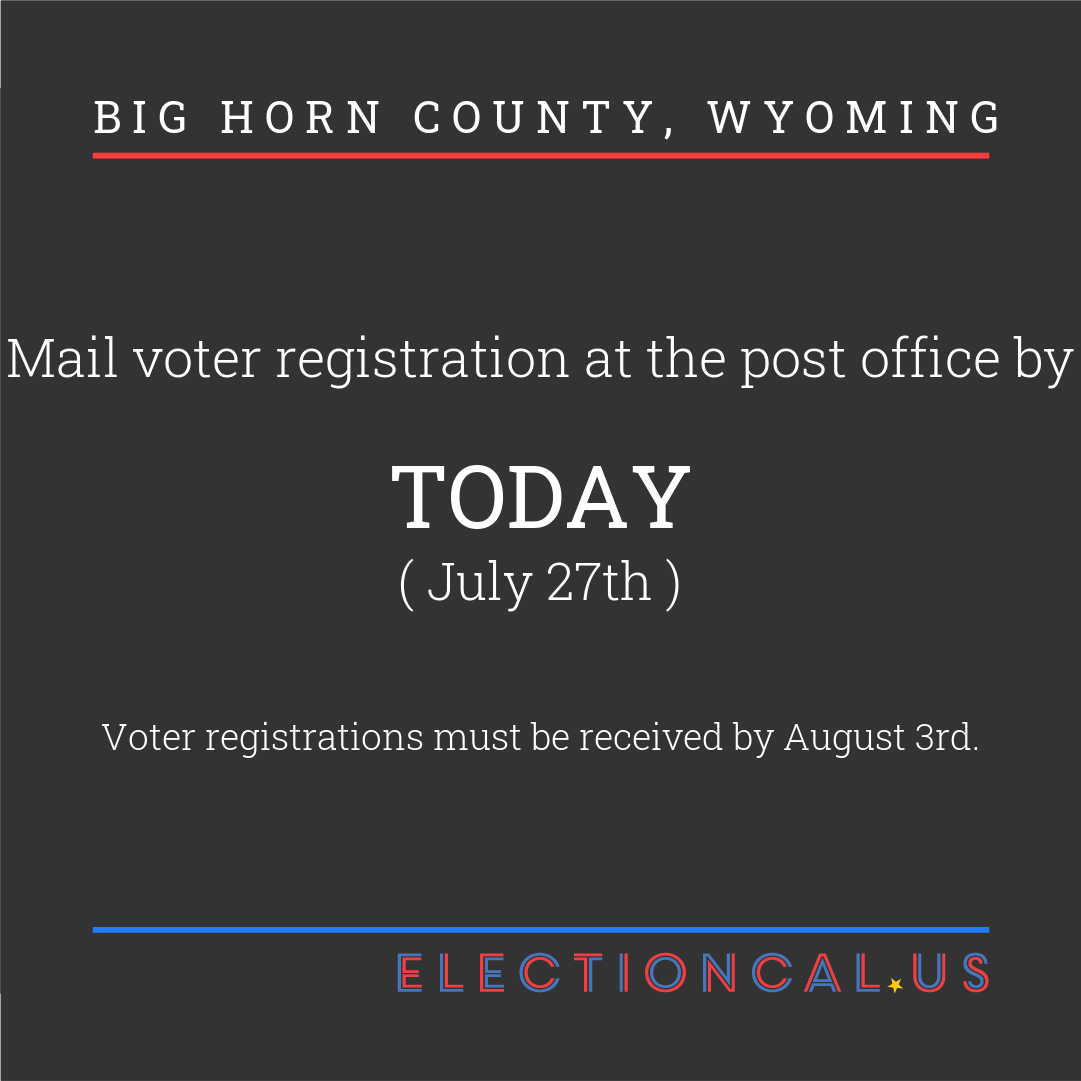 BIG HORN COUNTY, WYOMING
Mail voter registration at the post office by
TODAY
( July 27th )
Voter registrations must be received by August 3rd.
ELECTIONCAL.US